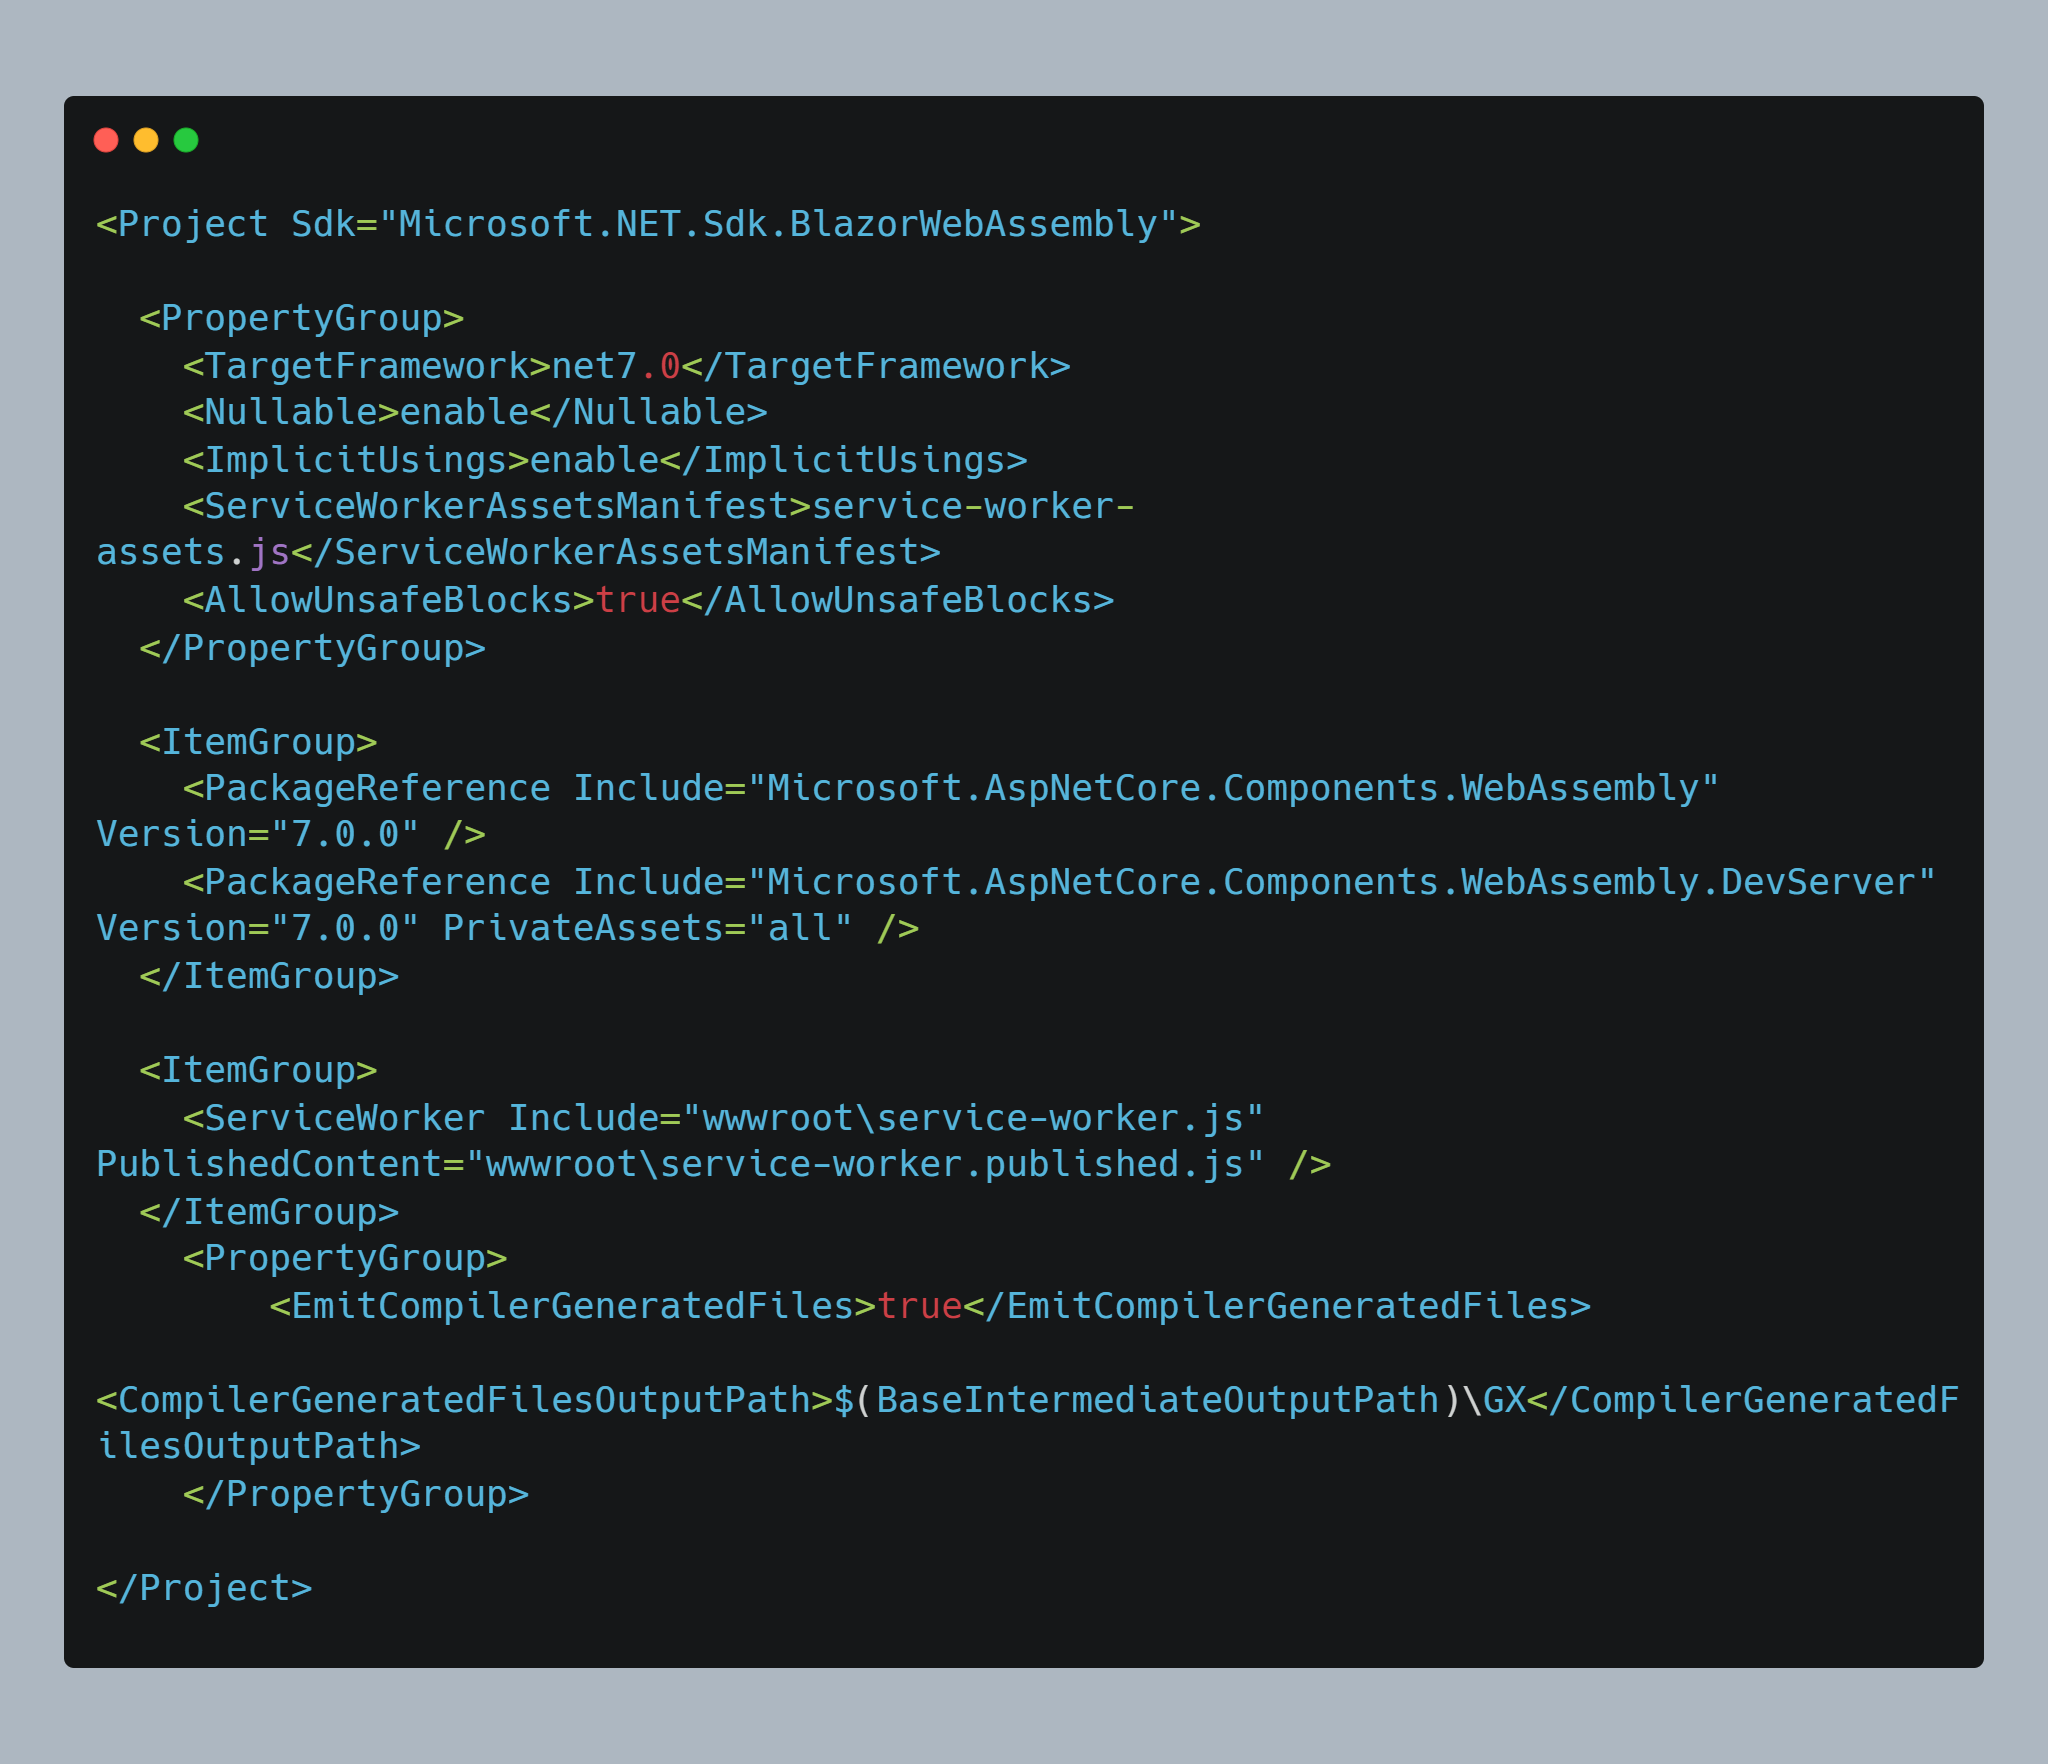 <Project Sdk="Microsoft.NET.Sdk.BlazorWebAssembly">
<PropertyGroup>
<TargetFramework>net7.0</TargetFramework>
<Nullable>enable</Nullable>
<ImplicitUsings>enable</ImplicitUsings>
<ServiceWorkerAssetsManifest>service-worker-
assets.js</ServiceWorkerAssetsManifest>
<AllowUnsafeBlocks>true</AllowUnsafeBlocks>
</PropertyGroup>
<ItemGroup>
<PackageReference Include="Microsoft.AspNetCore.Components.WebAssembly"
Version="7.0.0" />
<PackageReference Include="Microsoft.AspNetCore.Components.WebAssembly.DevServer"
Version="7.0.0" PrivateAssets="all" />
</ItemGroup>
<ItemGroup>
<ServiceWorker Include="wwwroot\service-worker.js"
PublishedContent="wwwroot\service-worker.published.js" />
</ItemGroup>
<PropertyGroup>
<EmitCompilerGeneratedFiles>true</EmitCompilerGeneratedFiles>
<CompilerGeneratedFilesOutputPath>$(BaseIntermediateOutputPath)\GX</CompilerGeneratedF
ilesOutputPath>
</PropertyGroup>
</Project>